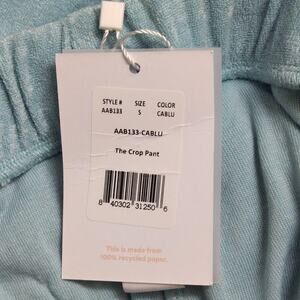 STYLE # SIZE COLOR
AAB133 S CABLU
AAB133-CABLU
The Crop Pant
8 40302 31250 6
This is made from
100% recycled paper.